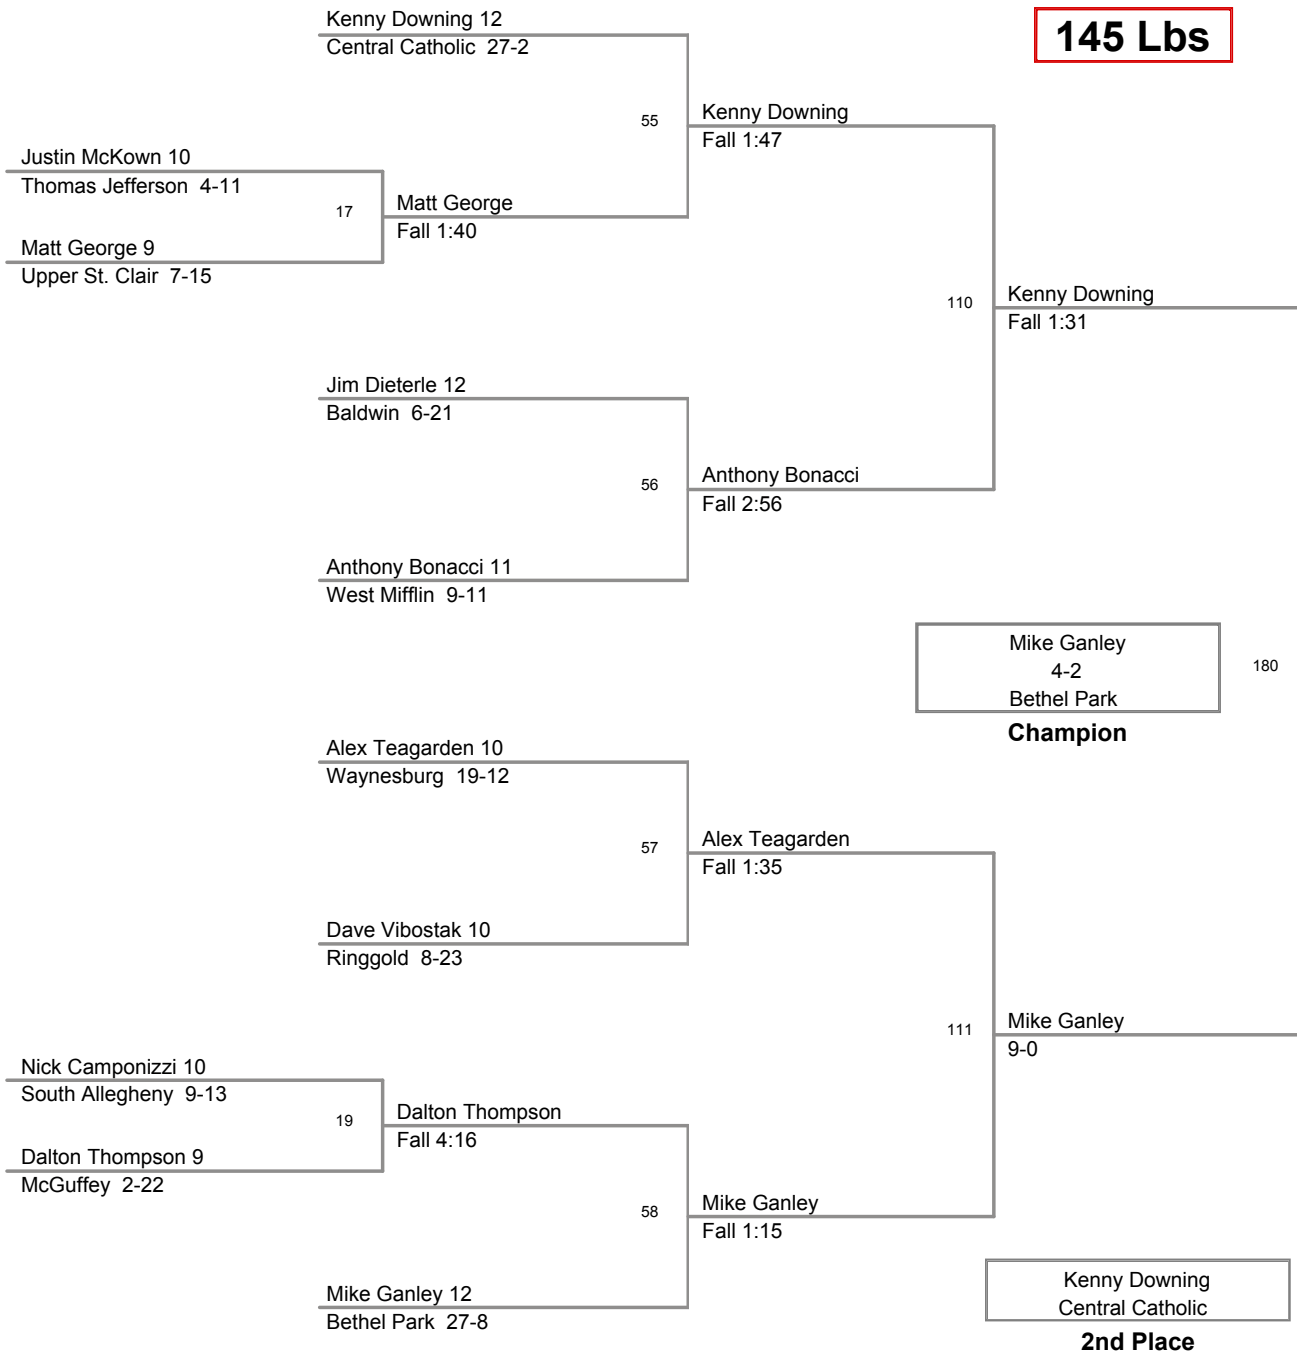 145 Lbs
Kenny Downing 12
Central Catholic 27-2
55
Kenny Downing
Fall 1:47
Justin McKown 10
Thomas Jefferson 4-11
17
Matt George
Fall 1:40
Matt George 9
Upper St. Clair 7-15
110
Kenny Downing
Fall 1:31
Jim Dieterle 12
Baldwin 6-21
56
Anthony Bonacci
Fall 2:56
Anthony Bonacci 11
West Mifflin 9-11
Mike Ganley
4-2
Bethel Park
180
Champion
Alex Teagarden 10
Waynesburg 19-12
57
Alex Teagarden
Fall 1:35
Dave Vibostak 10
Ringgold 8-23
111
Mike Ganley
9-0
Nick Camponizzi 10
South Allegheny 9-13
19
Dalton Thompson
Fall 4:16
Dalton Thompson 9
McGuffey 2-22
58
Mike Ganley
Fall 1:15
Mike Ganley 12
Bethel Park 27-8
Kenny Downing
Central Catholic
2nd Place